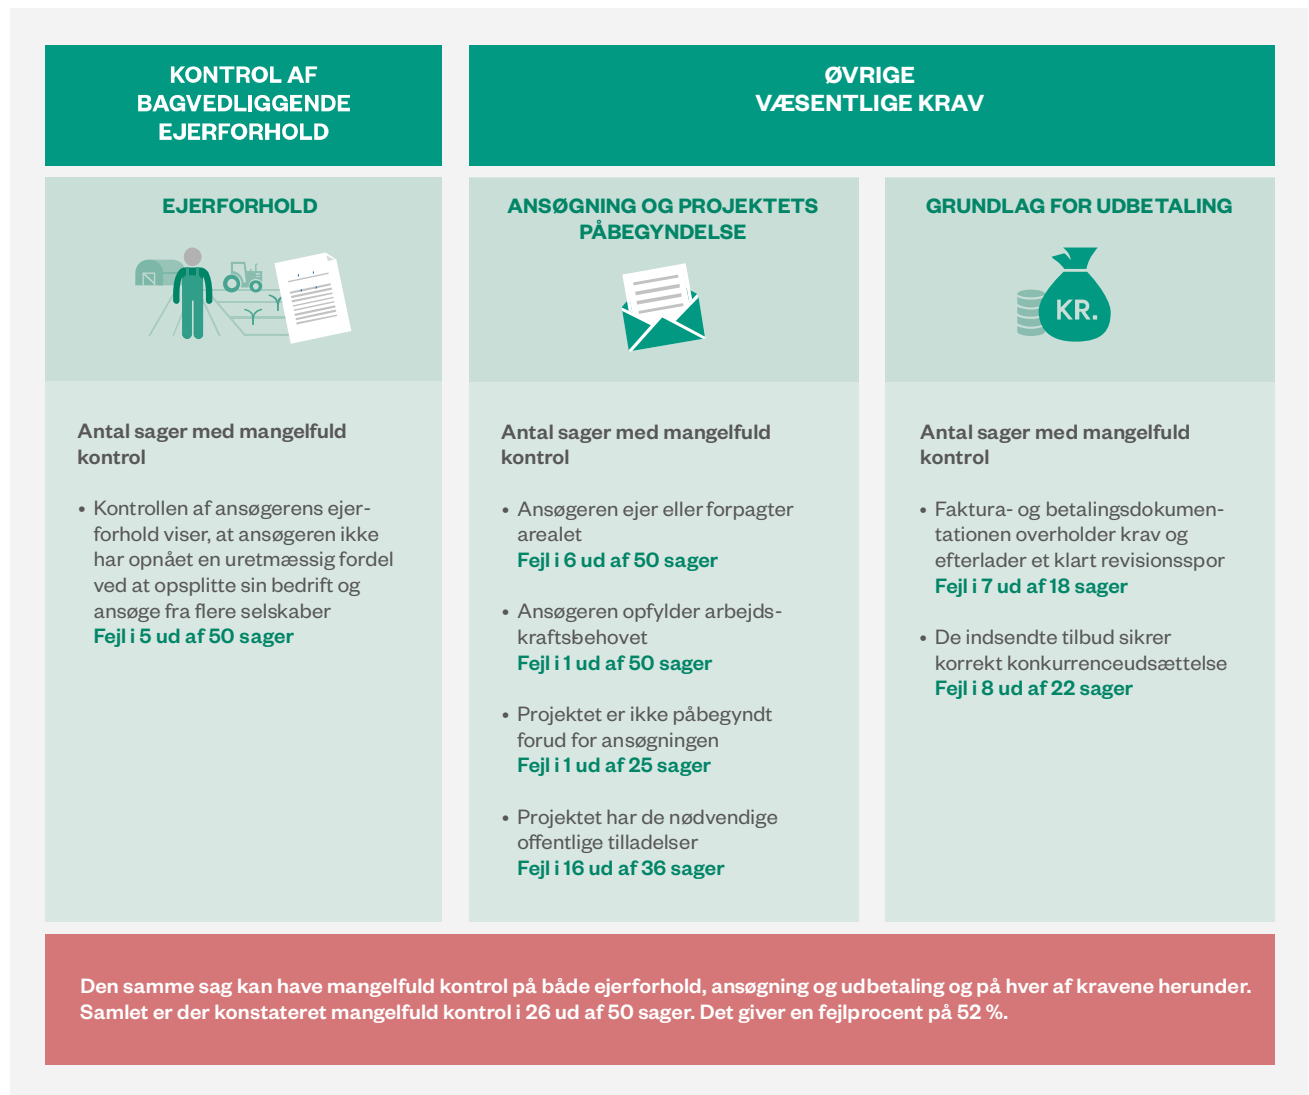 KONTROL AF
BAGVEDLIGGENDE
EJERFORHOLD
ØVRIGE
VÆSENTLIGE KRAV
EJERFORHOLD
Antal sager med mangelfuld
kontrol
• Kontrollen af ansøgerens ejer-
forhold viser, at ansøgeren ikke
har opnået en uretmæssig fordel
ved at opsplitte sin bedrift og
ansøge fra flere selskaber
Fejl i 5 ud af 50 sager
ANSØGNING OG PROJEKTETS
PÅBEGYNDELSE
Antal sager med mangelfuld
kontrol
• Ansøgeren ejer eller forpagter
arealet
Fejl i 6 ud af 50 sager
• Ansøgeren opfylder arbejds-
kraftsbehovet
Fejl i 1 ud af 50 sager
• Projektet er ikke påbegyndt
forud for ansøgningen
Fejl i 1 ud af 25 sager
• Projektet har de nødvendige
offentlige tilladelser
Fejl i 16 ud af 36 sager
GRUNDLAG FOR UDBETALING
KR.
Antal sager med mangelfuld
kontrol
• Faktura- og betalingsdokumen-
tationen overholder krav og
efterlader et klart revisionsspor
Fejl i 7 ud af 18 sager
• De indsendte tilbud sikrer
korrekt konkurrenceudsættelse
Fejl i 8 ud af 22 sager
Den samme sag kan have mangelfuld kontrol på både ejerforhold, ansøgning og udbetaling og på hver af kravene herunder.
Samlet er der konstateret mangelfuld kontrol i 26 ud af 50 sager. Det giver en fejlprocent på 52 %.